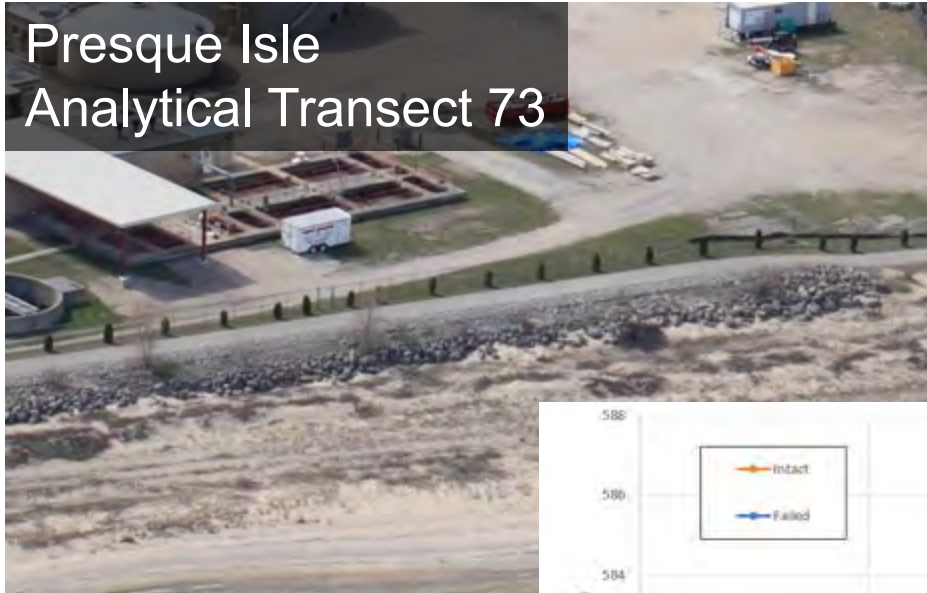 Presque Isle
Analytical Transect 73
588
Intact
586
Failed
584